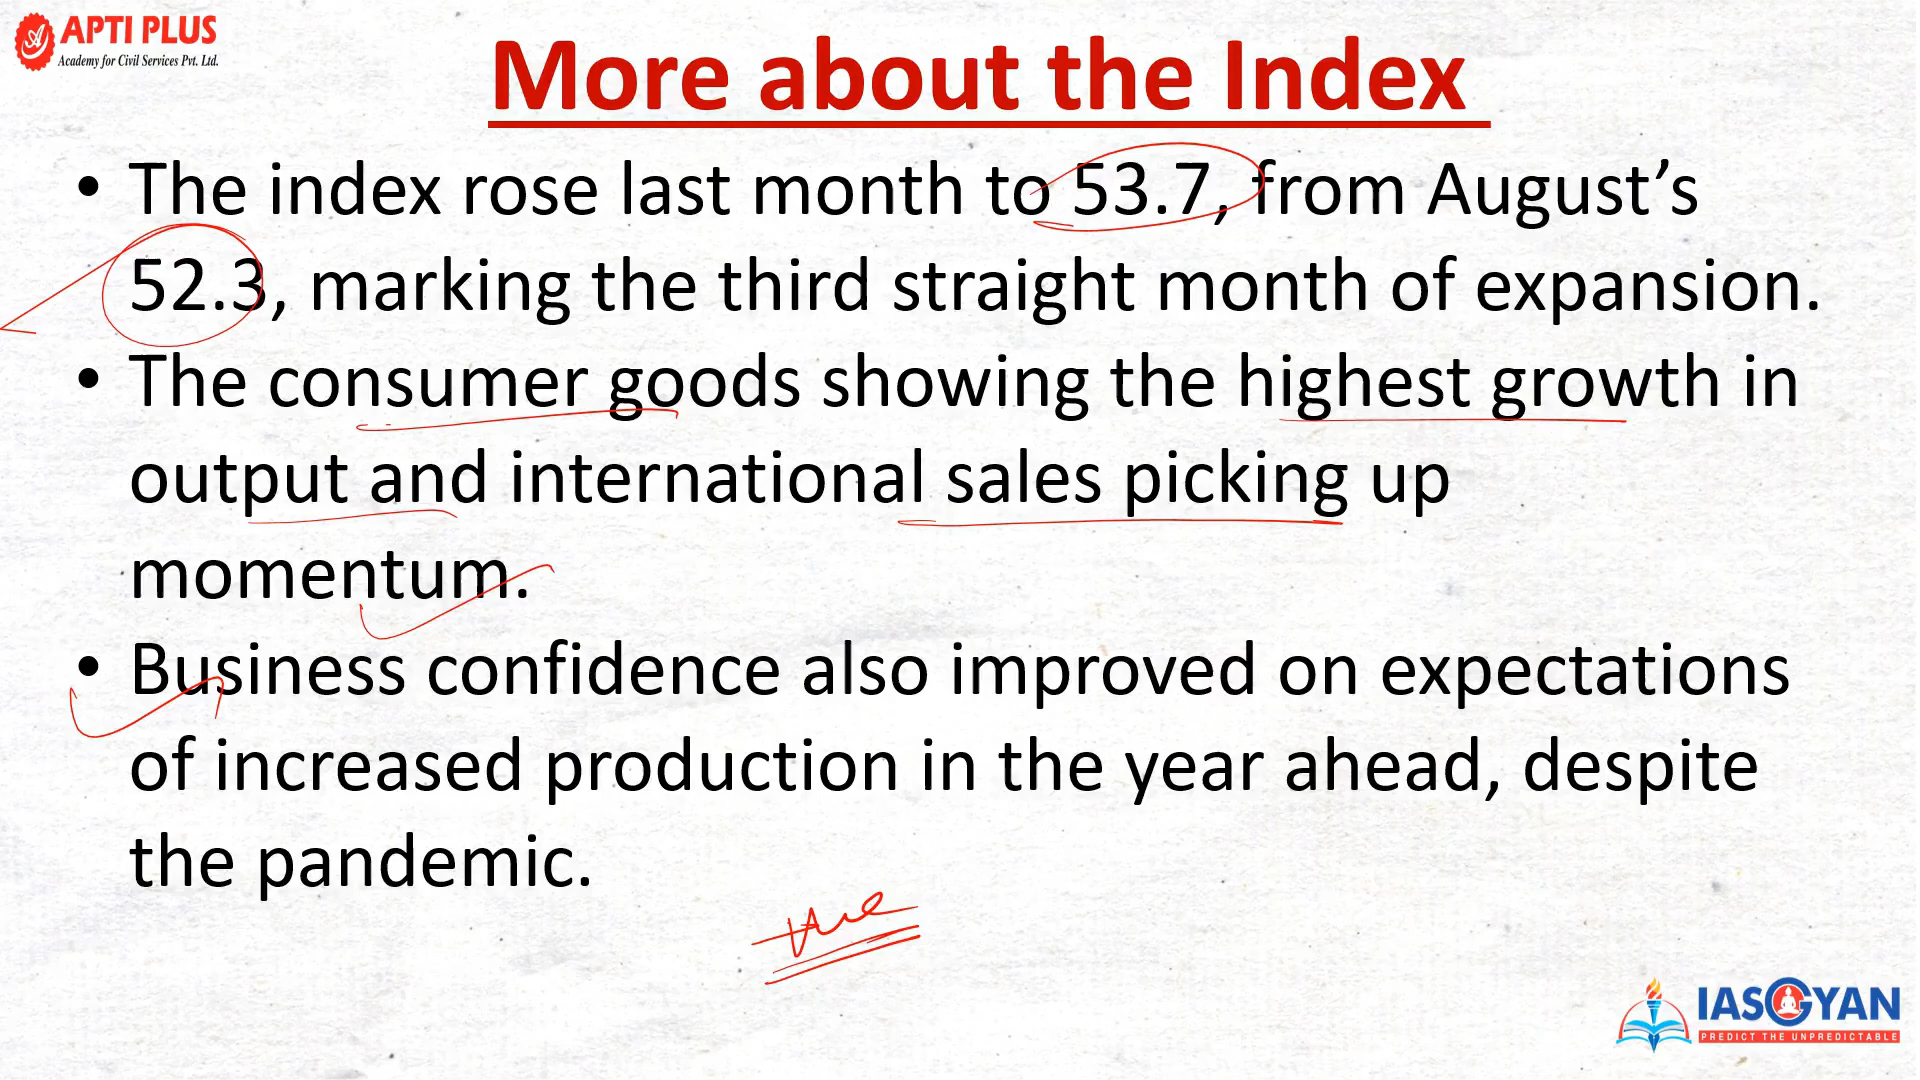 APTI PLUS
Academy for Civil Services Pvt. Ltd.
More about the Index
• The index rose last month to 53.7, from August’s
52.3, marking the third straight month of expansion.
• The consumer goods showing the highest growth in
output and international sales picking up
momentum.
• Business confidence also improved on expectations
of increased production in the year ahead, despite
the pandemic.
IASGYAN
PREDICT THE UNPREDICTABLE